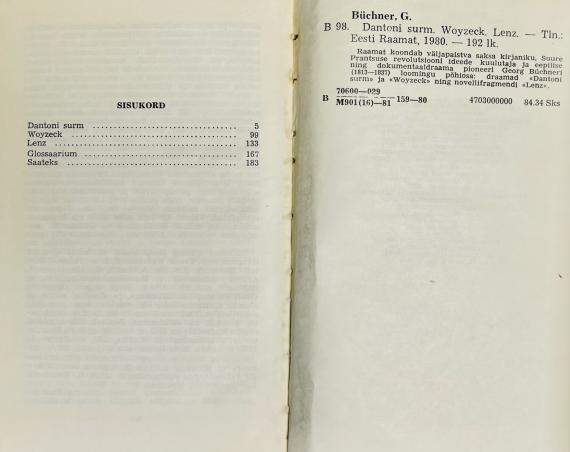 SISUKORD
Dantoni surm 5
Woyzeck 99
Lenz 133
Glossaarium 167
Saateks 183
Büchner, G.
B 98. Dantoni surm. Woyzeck. Lenz. — Tln.:
Eesti Raamat, 1980. — 192 lk.
Raamat koondab väljapaistva saksa kirjaniku, Suure
Prantsuse revolutsiooni ideede kuulutaja ja eepilise
ning dokumentaaldraama pioneeri Georg Büchneri
(1813—1837) loomingu põhiosa: draamad «Dantoni
surm» ja «Woyzeck» ning novellifragmendi «Lenz».
70600—029
B M901(16)—81 159—80 4703000000 84.34 Sks